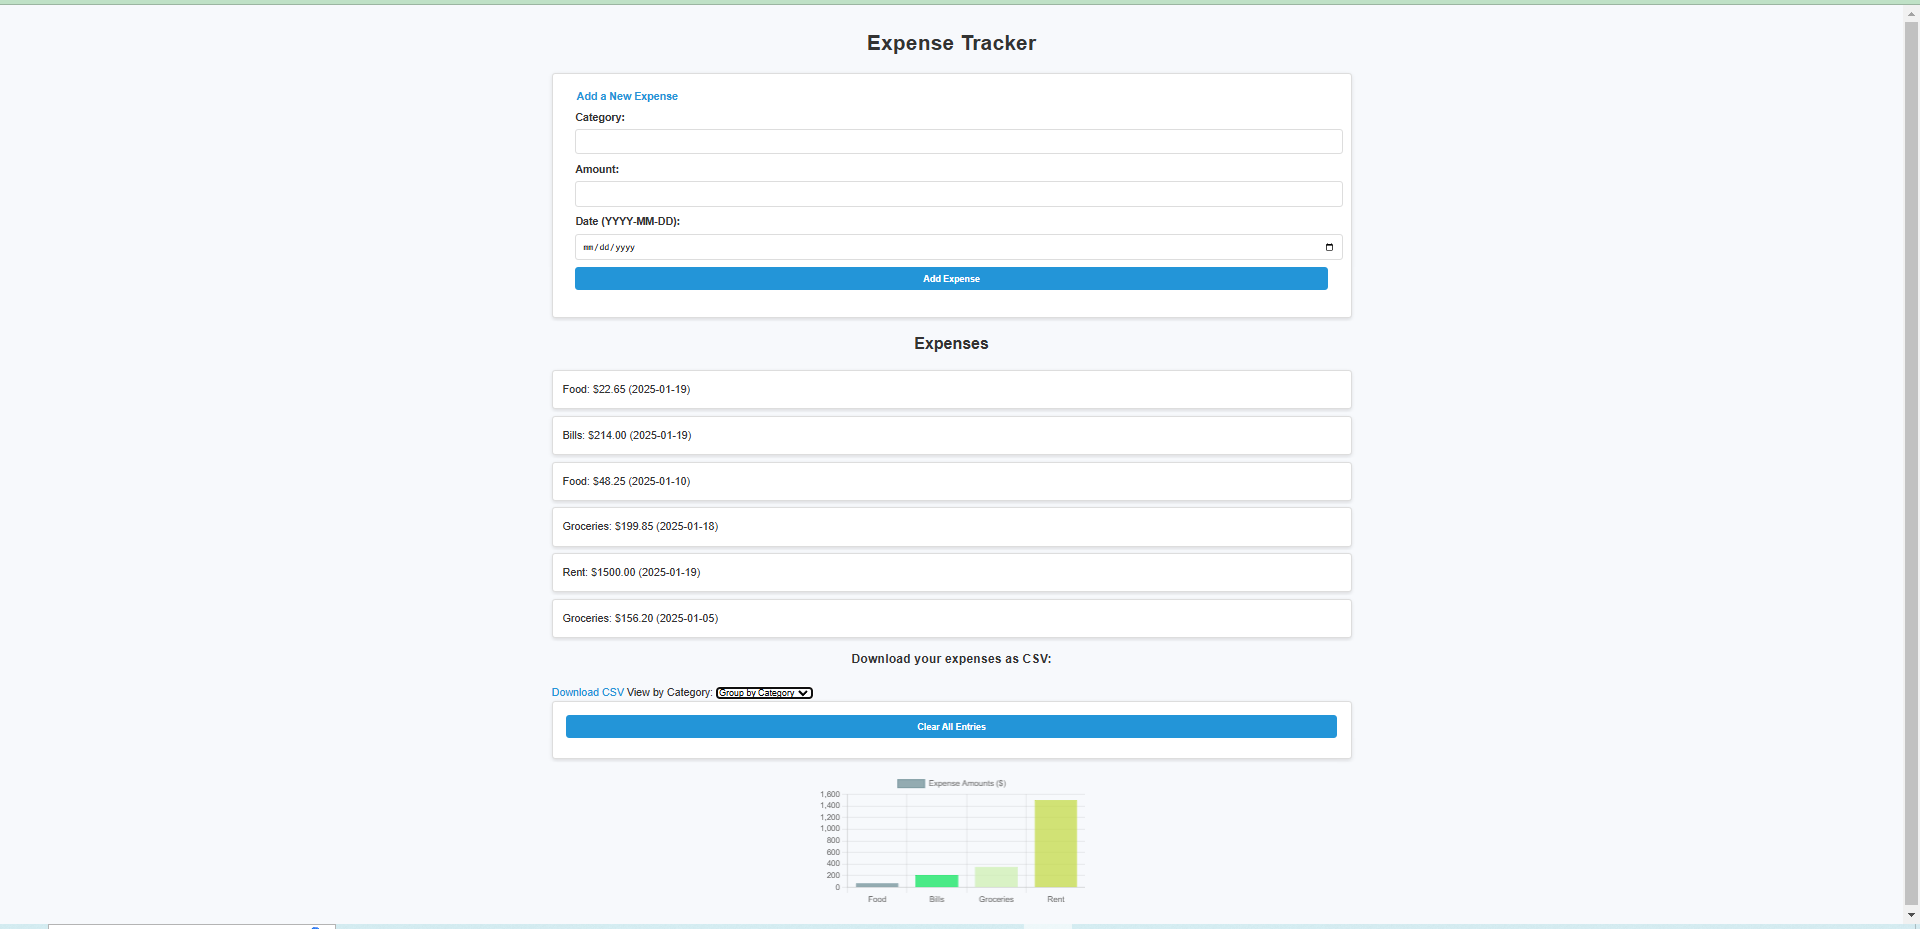 Expense Tracker
Add a New Expense
Category:
Amount:
Date (YYYY-MM-DD):
mm/dd/yyyy
Add Expense
Expenses
Food: $22.65 (2025-01-19)
Bills: $214.00 (2025-01-19)
Food: $48.25 (2025-01-10)
Groceries: $199.85 (2025-01-18)
Rent: $1500.00 (2025-01-19)
Groceries: $156.20 (2025-01-05)
Download your expenses as CSV:
Download CSV View by Category: Group by Category
Clear All Entries
Expense Amounts ($)
1,600
1,400
1,200
1,000
800
600
400
200
0
Food Bills Groceries Rent